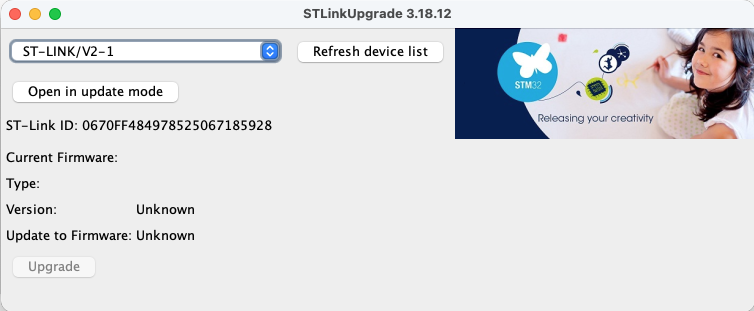 STLinkUpgrade 3.18.12
ST-LINK/V2-1
Refresh device list
Open in update mode
ST-Link ID: 0670FF484978525067185928
Current Firmware:
Type:
Version: Unknown
Update to Firmware: Unknown
Upgrade
STM32
Releasing your creativity